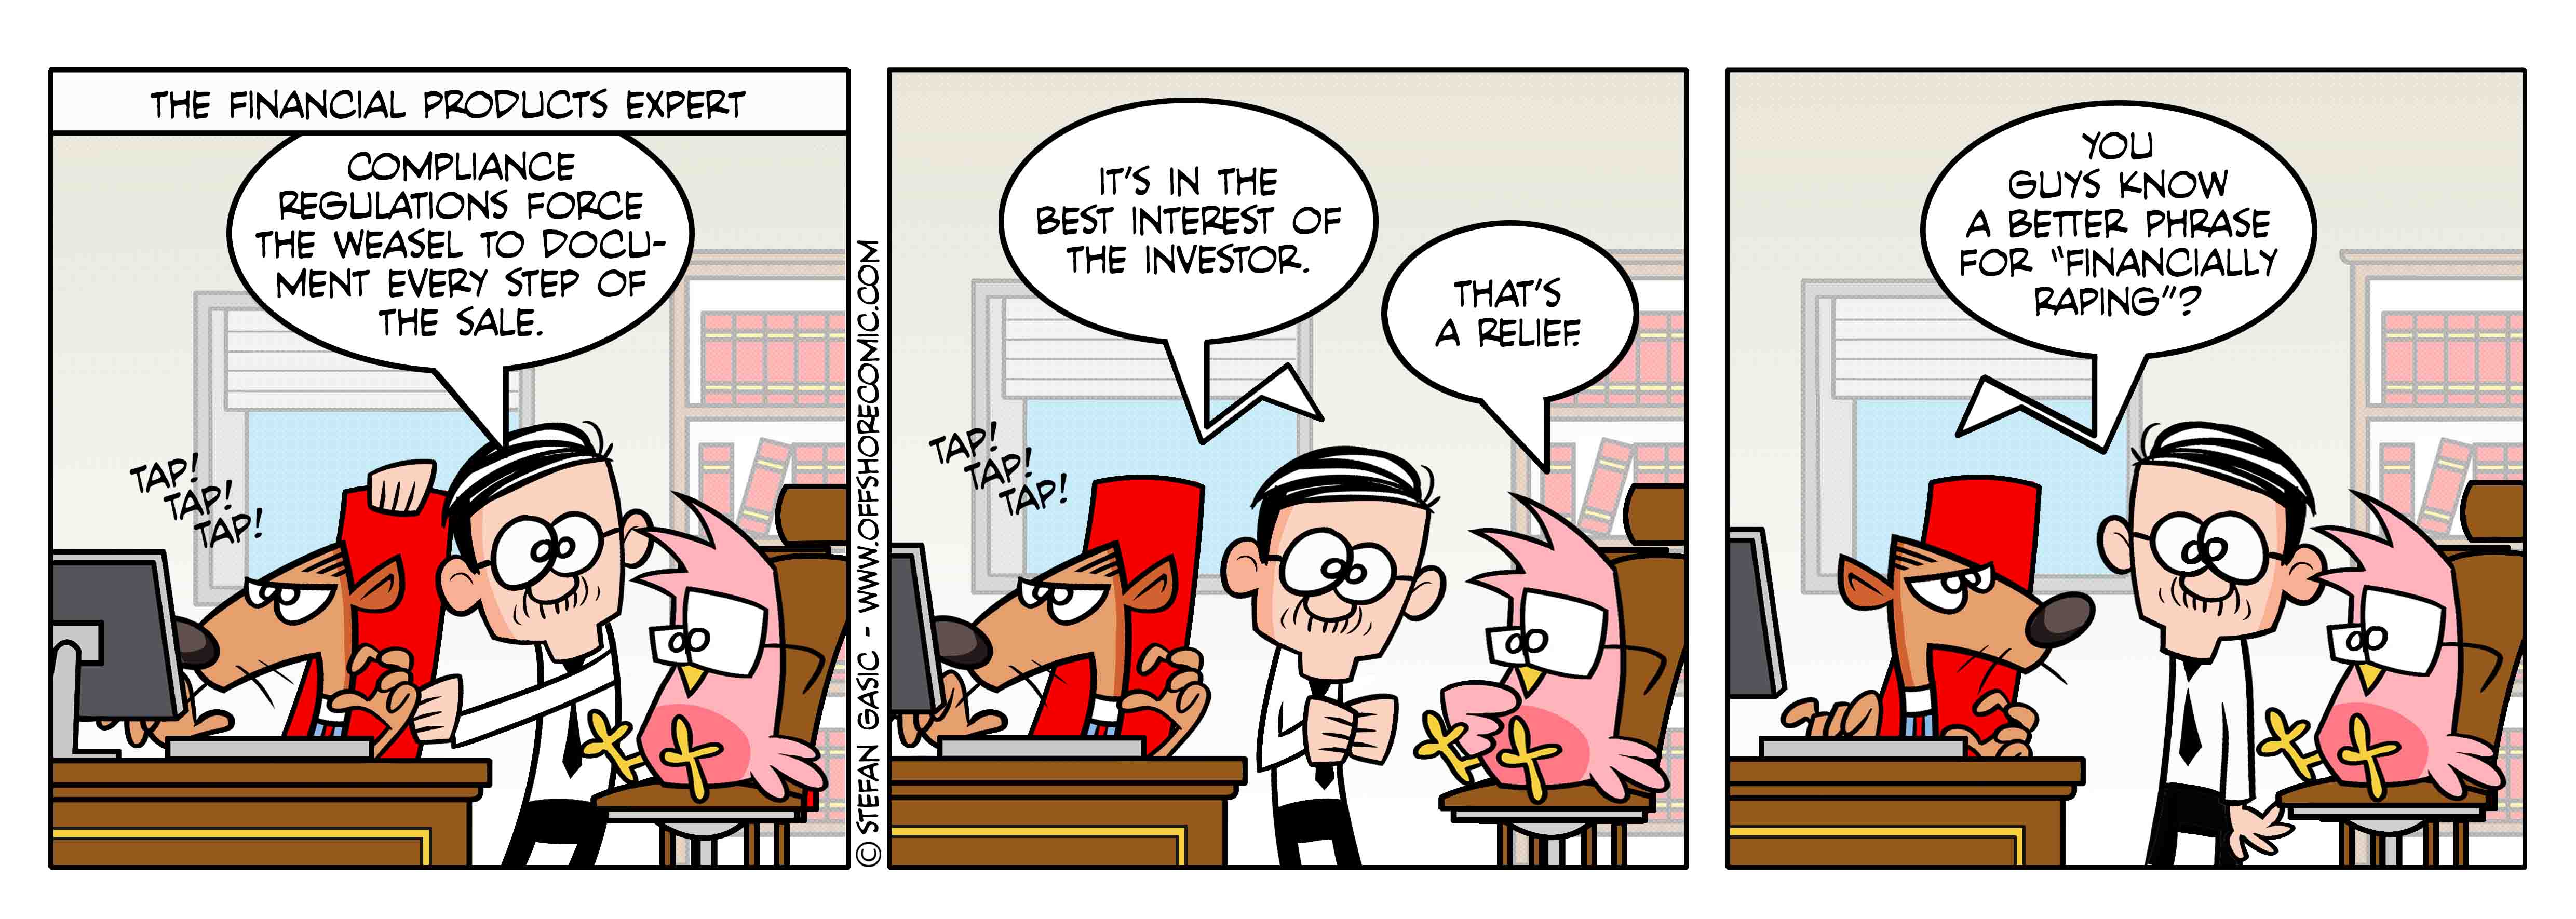 THE FINANCIAL PRODUCTS EXPERT
COMPLIANCE
REGULATIONS FORCE
THE WEASEL TO DOCU-
MENT EVERY STEP OF
THE SALE.
TAP!
TAP!
TAP!
© STEFAN GASIC - WWW.OFFSHORECOMIC.COM
IT'S IN THE
BEST INTEREST OF
THE INVESTOR.
THAT'S
A RELIEF.
TAP!
TAP!
TAP!
YOU
GUYS KNOW
A BETTER PHRASE
FOR "FINANCIALLY
RAPING"?